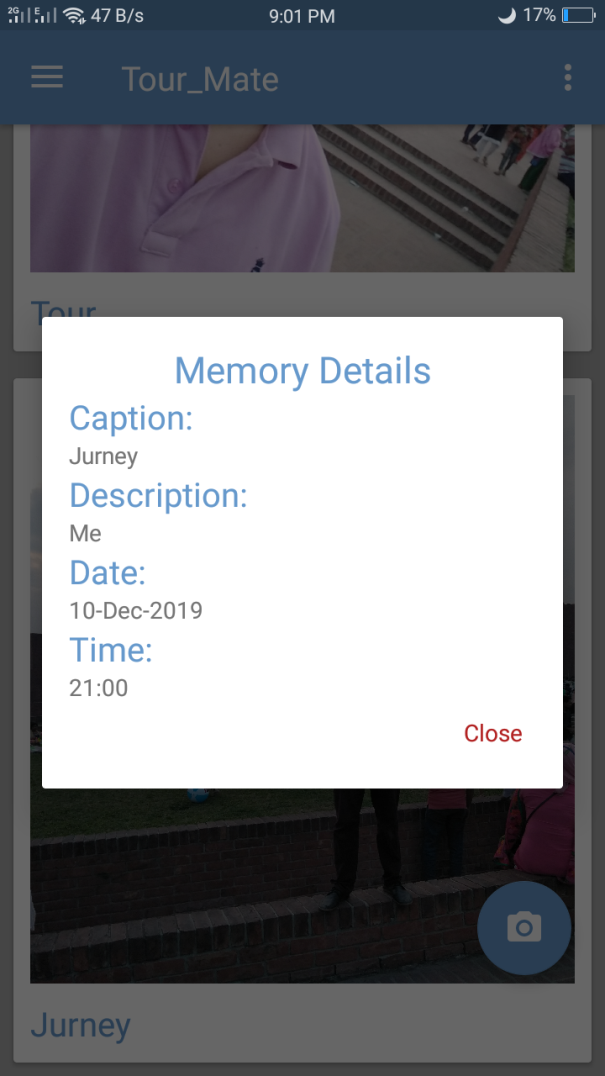 2G E 47 B/s 9:01 PM 17%
Tour_Mate
Tour
Memory Details
Caption:
Jurney
Description:
Me
Date:
10-Dec-2019
Time:
21:00
Close
Jurney